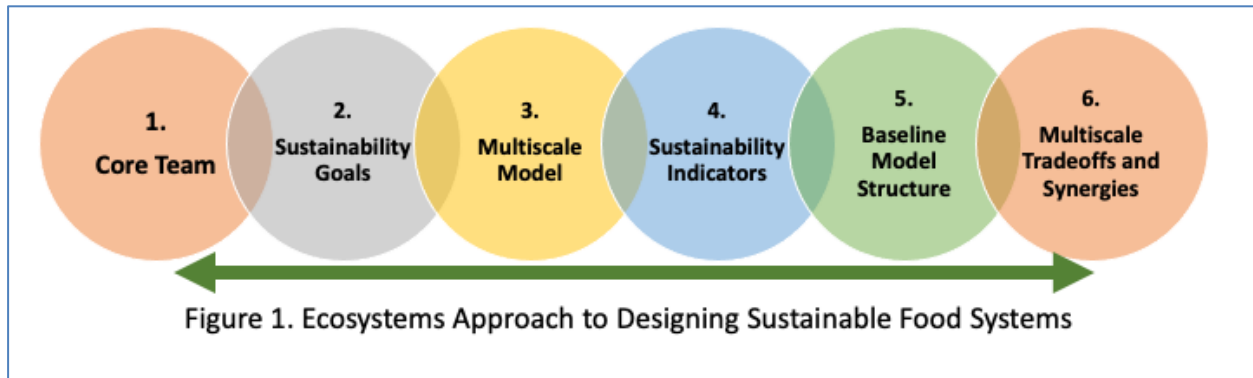 1.
Core Team
2.
Sustainability
Goals
3.
Multiscale
Model
4.
Sustainability
Indicators
5.
Baseline
Model
Structure
6.
Multiscale
Tradeoffs and
Synergies
Figure 1. Ecosystems Approach to Designing Sustainable Food Systems